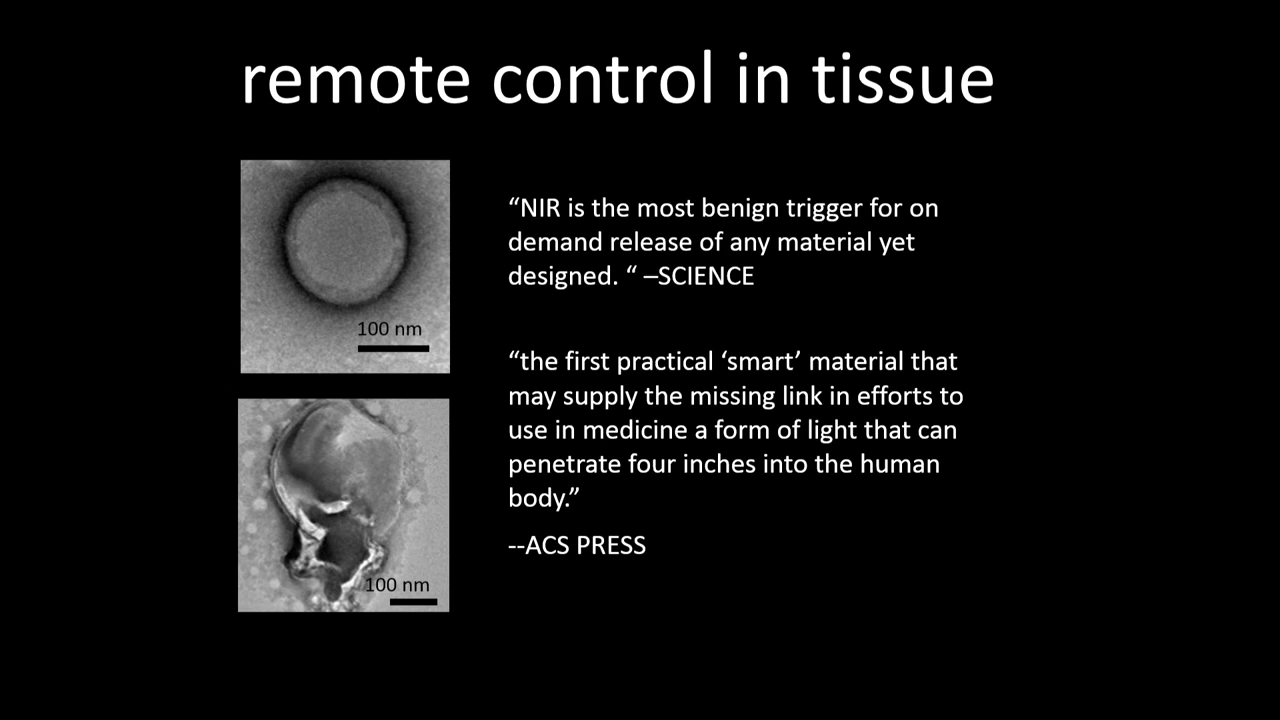 remote control in tissue
100 nm
100 nm
“NIR is the most benign trigger for on
demand release of any material yet
designed. “ –SCIENCE
“the first practical ‘smart’ material that
may supply the missing link in efforts to
use in medicine a form of light that can
penetrate four inches into the human
body.”
--ACS PRESS